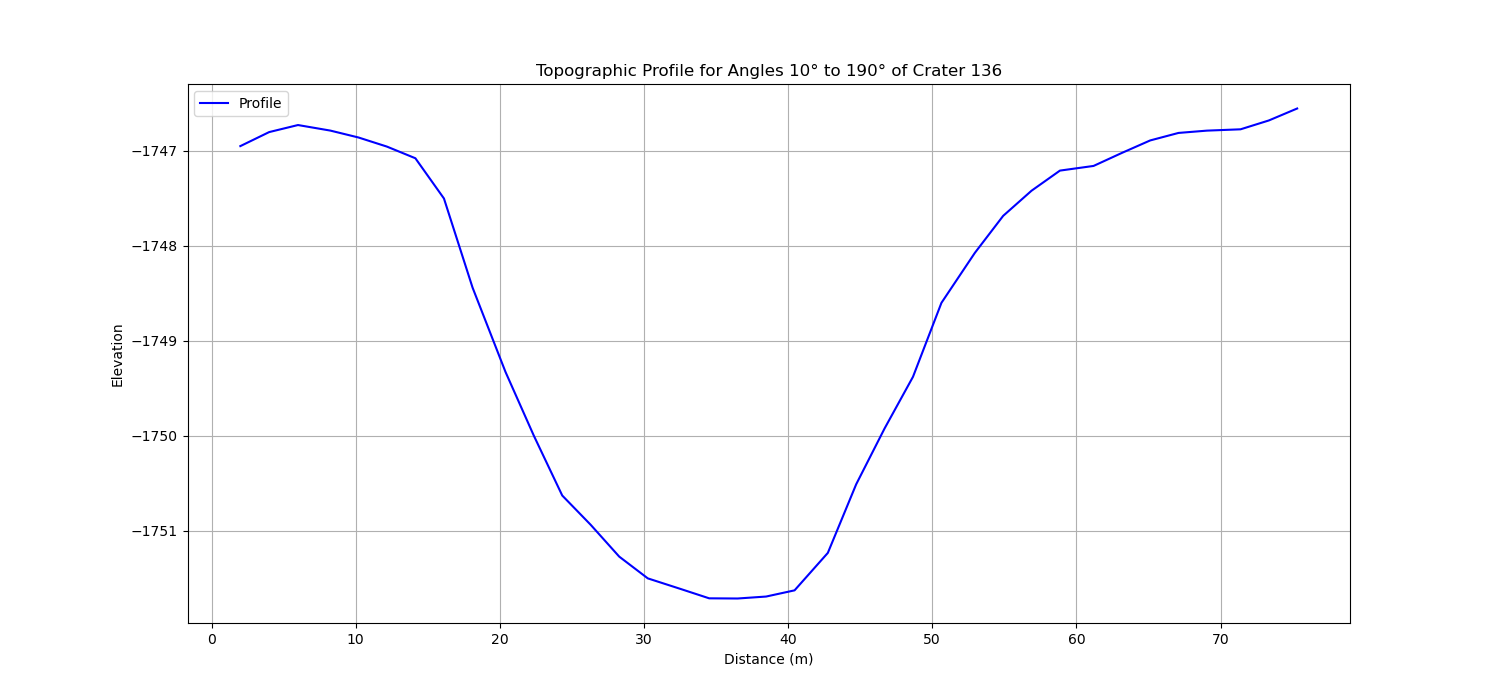 Topographic Profile for Angles 10° to 190° of Crater 136
Profile
−1747
−1748
−1749
−1750
−1751
Elevation
0 10 20 30 40 50 60 70
Distance (m)